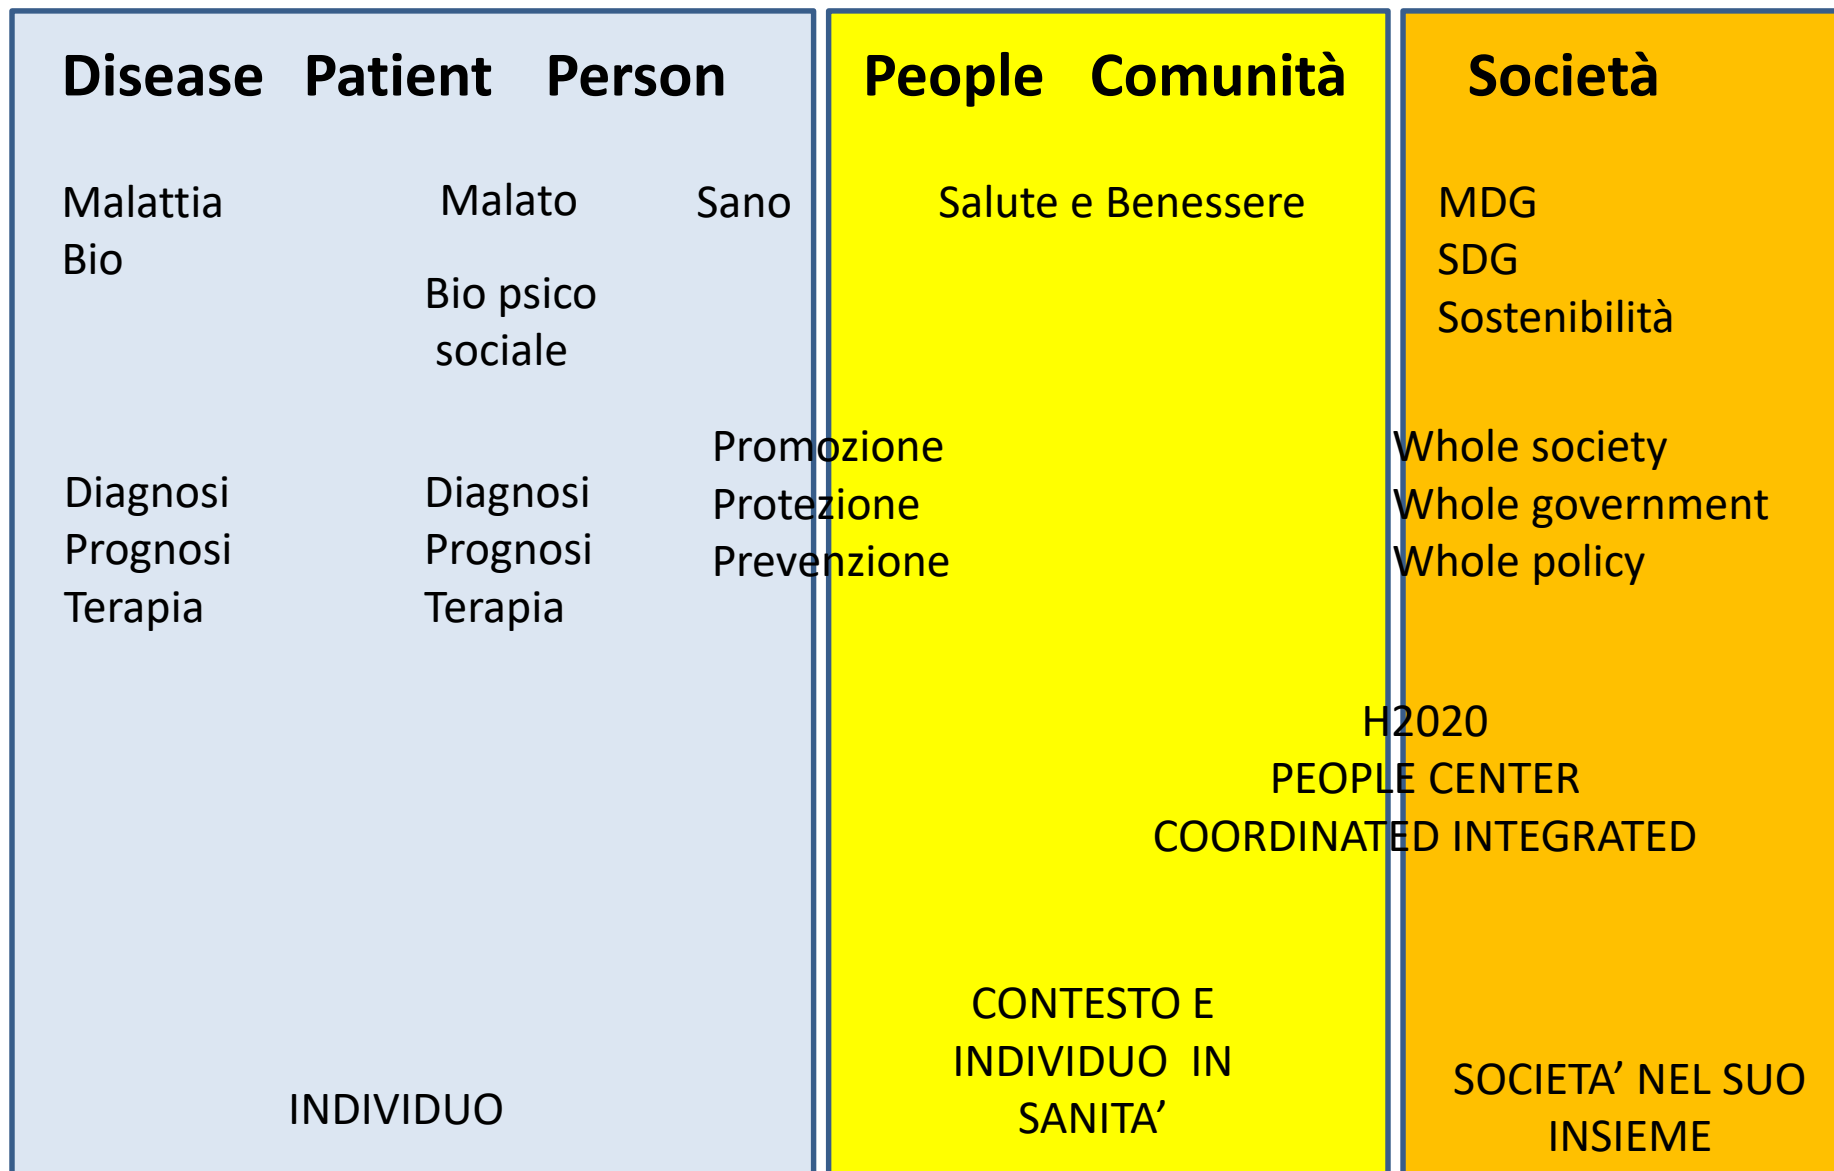 Disease Patient Person
Malattia
Bio
Malato
Sano
Bio psico
sociale
Diagnosi
Prognosi
Terapia
Diagnosi
Prognosi
Terapia
Promozione
Protezione
Prevenzione
INDIVIDUO
People Comunità
Salute e Benessere
CONTESTO E
INDIVIDUO IN
SANITA’
Società
MDG
SDG
Sostenibilità
Whole society
Whole government
Whole policy
H2020
PEOPLE CENTER
COORDINATED INTEGRATED
SOCIETA’ NEL SUO
INSIEME